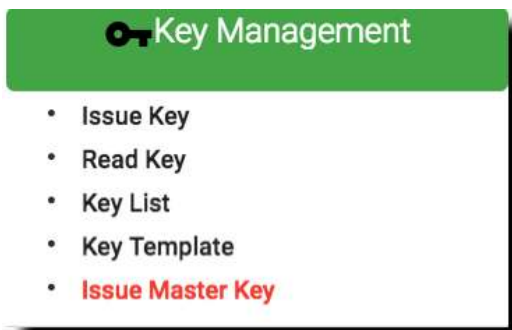 Key Management
Issue Key
Read Key
Key List
Key Template
Issue Master Key